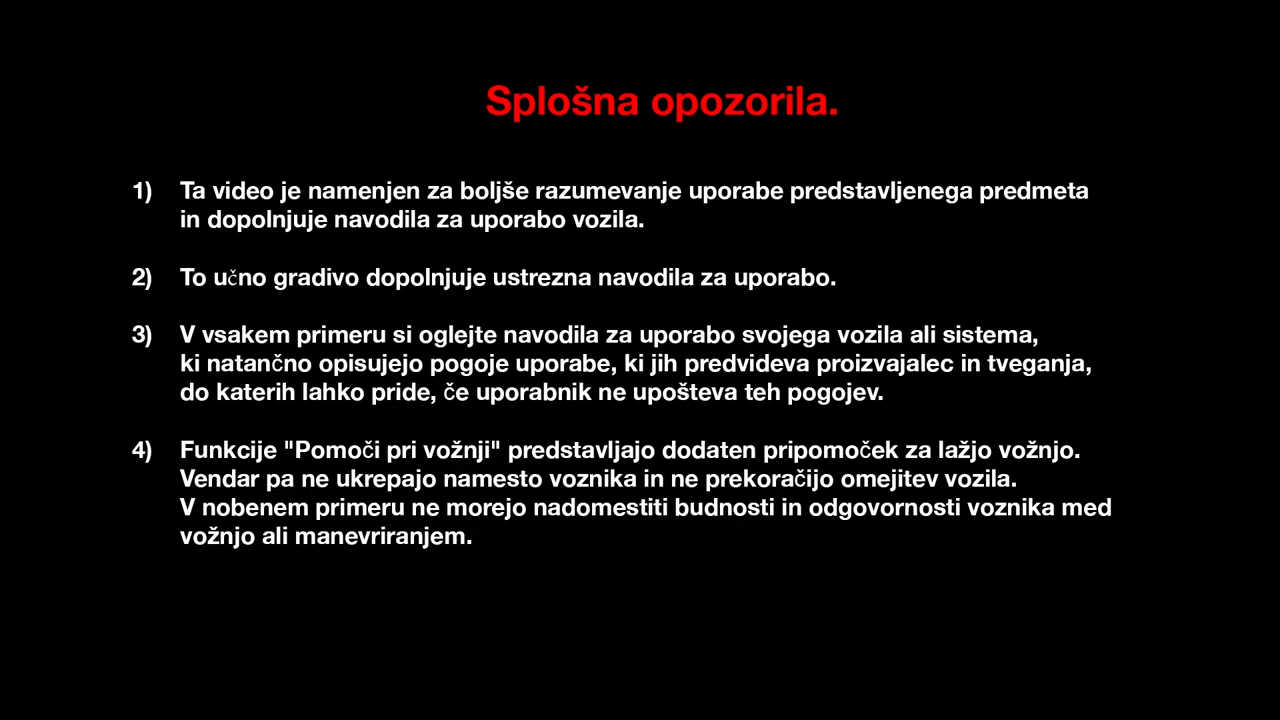 Splošna opozorila.
1) Ta video je namenjen za boljše razumevanje uporabe predstavljenega predmeta
in dopolnjuje navodila za uporabo vozila.
2) To učno gradivo dopolnjuje ustrezna navodila za uporabo.
3) V vsakem primeru si oglejte navodila za uporabo svojega vozila ali sistema,
ki natančno opisujejo pogoje uporabe, ki jih predvideva proizvajalec in tveganja,
do katerih lahko pride, če uporabnik ne upošteva teh pogojev.
4) Funkcije "Pomoči pri vožnji" predstavljajo dodaten pripomoček za lažjo vožnjo.
Vendar pa ne ukrepajo namesto voznika in ne prekoračijo omejitev vozila.
V nobenem primeru ne morejo nadomestiti budnosti in odgovornosti voznika med
vožnjo ali manevriranjem.